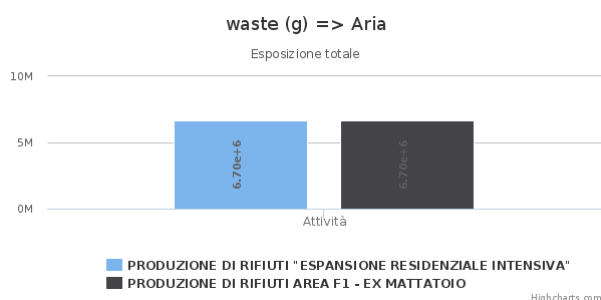 waste (g) => Aria
Esposizione totale
10M
5M
0M
6.70e+6
6.70e+6
Attività
PRODUZIONE DI RIFIUTI "ESPANSIONE RESIDENZIALE INTENSIVA"
PRODUZIONE DI RIFIUTI AREA F1 - EX MATTATOIO
Highcharts.com